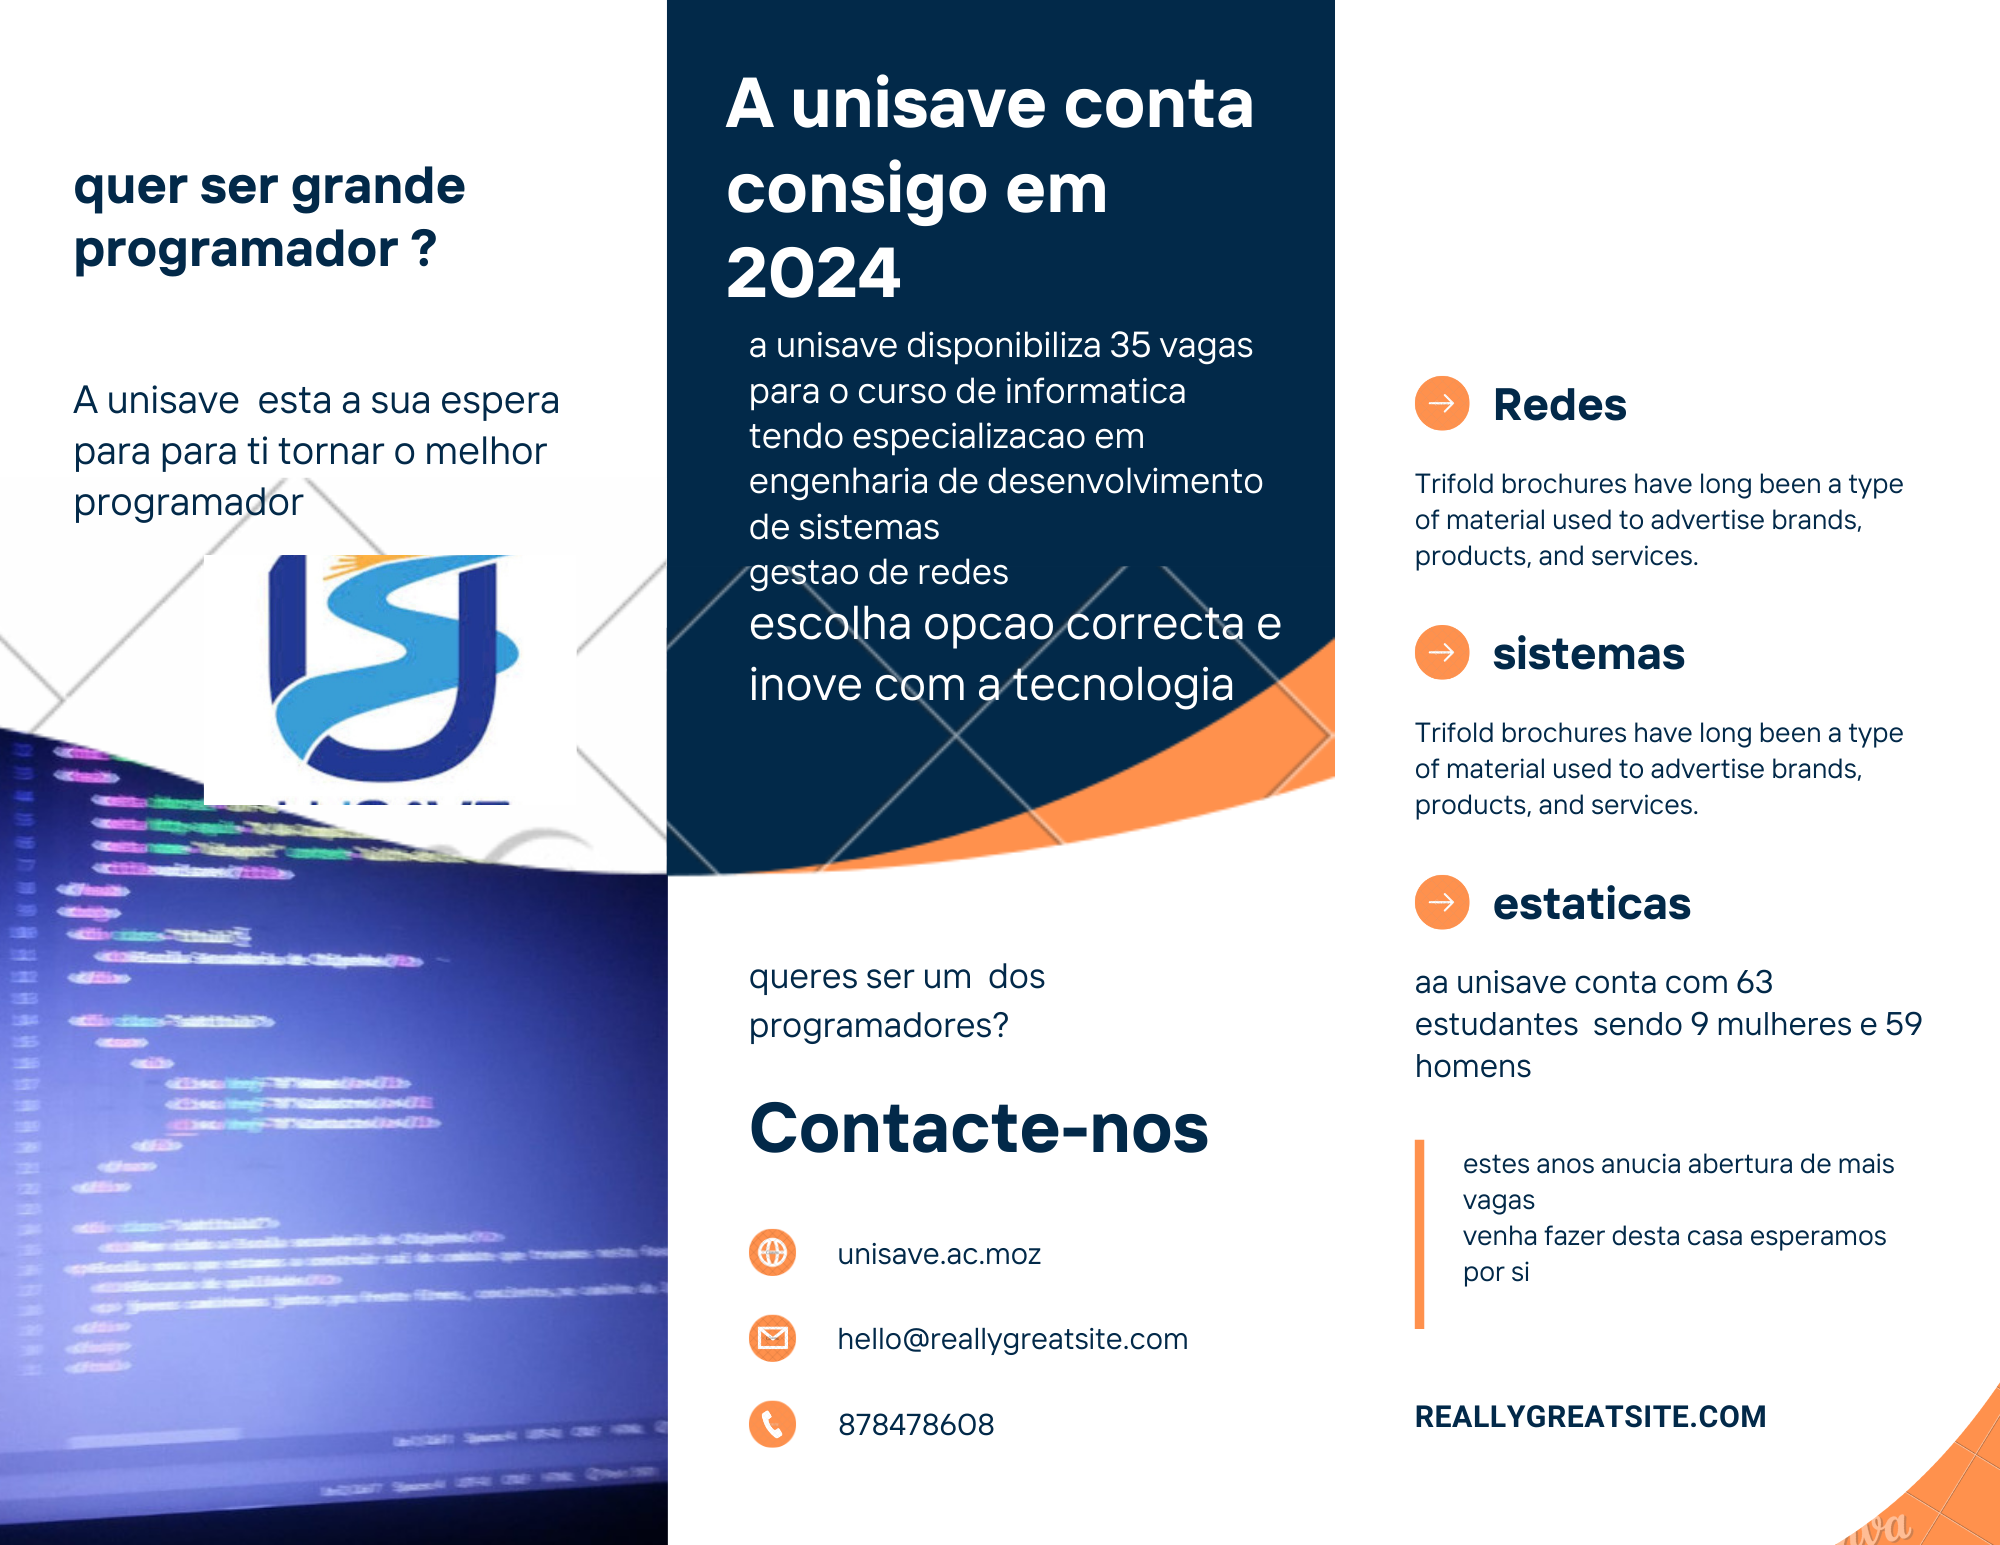 quer ser grande
programador ?
A unisave  esta a sua espera
para para ti tornar o melhor
programador
A unisave conta
consigo em
2024
a unisave disponibiliza 35 vagas
para o curso de informatica
tendo especializacao em
engenharia de desenvolvimento
de sistemas
gestao de redes
escolha opcao correcta e
inove com a tecnologia
queres ser um  dos
programadores?
Contacte-nos
unisave.ac.moz
hello@reallygreatsite.com
878478608
Redes
Trifold brochures have long been a type
of material used to advertise brands,
products, and services.
sistemas
Trifold brochures have long been a type
of material used to advertise brands,
products, and services.
estaticas
aa unisave conta com 63
estudantes  sendo 9 mulheres e 59
homens
estes anos anucia abertura de mais
vagas
venha fazer desta casa esperamos
por si
REALLYGREATSITE.COM